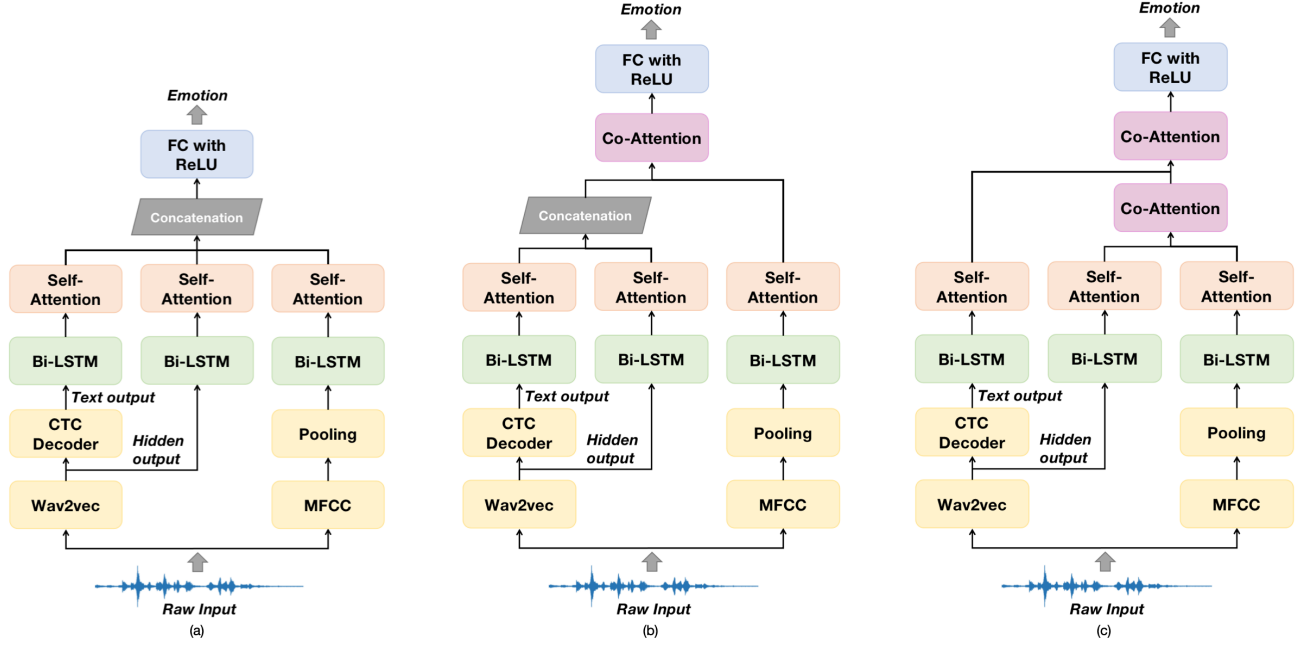 Emotion
FC with
ReLU
Concatenation
Self-
Attention
Self-
Attention
Self-
Attention
Bi-LSTM
Bi-LSTM
Bi-LSTM
Text output
CTC
Decoder
Hidden
output
Pooling
Wav2vec
MFCC
Raw Input
(a)
Emotion
FC with
ReLU
Co-Attention
Concatenation
Self-
Attention
Self-
Attention
Self-
Attention
Bi-LSTM
Bi-LSTM
Bi-LSTM
Text output
CTC
Decoder
Hidden
output
Pooling
Wav2vec
MFCC
Raw Input
(b)
Emotion
FC with
ReLU
Co-Attention
Co-Attention
Self-
Attention
Self-
Attention
Self-
Attention
Bi-LSTM
Bi-LSTM
Bi-LSTM
Text output
CTC
Decoder
Hidden
output
Pooling
Wav2vec
MFCC
Raw Input
(c)